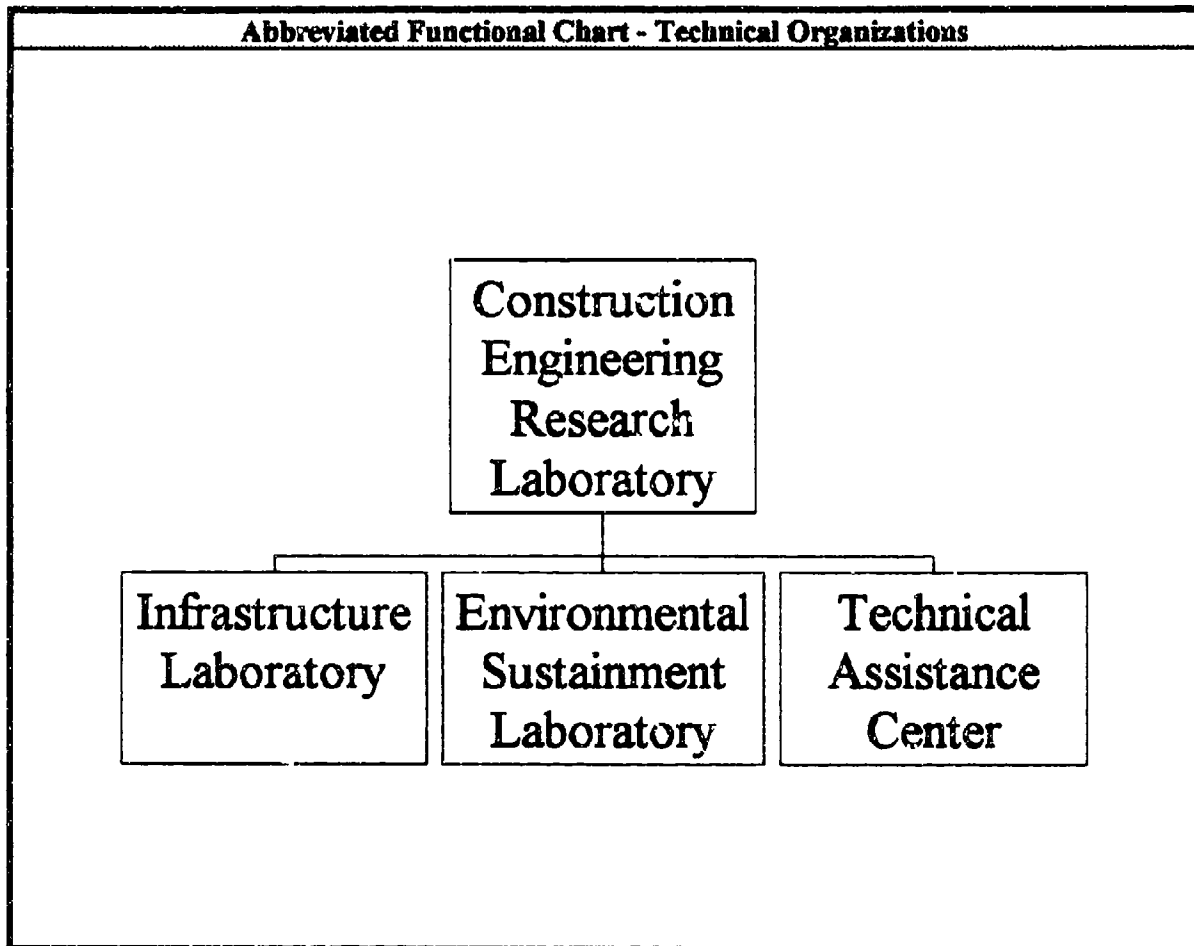 Abbreviated Functional Chart - Technical Organizations
Construction
Engineering
Research
Laboratory
Infrastructure
Laboratory
Environmental
Sustainment
Laboratory
Technical
Assistance
Center